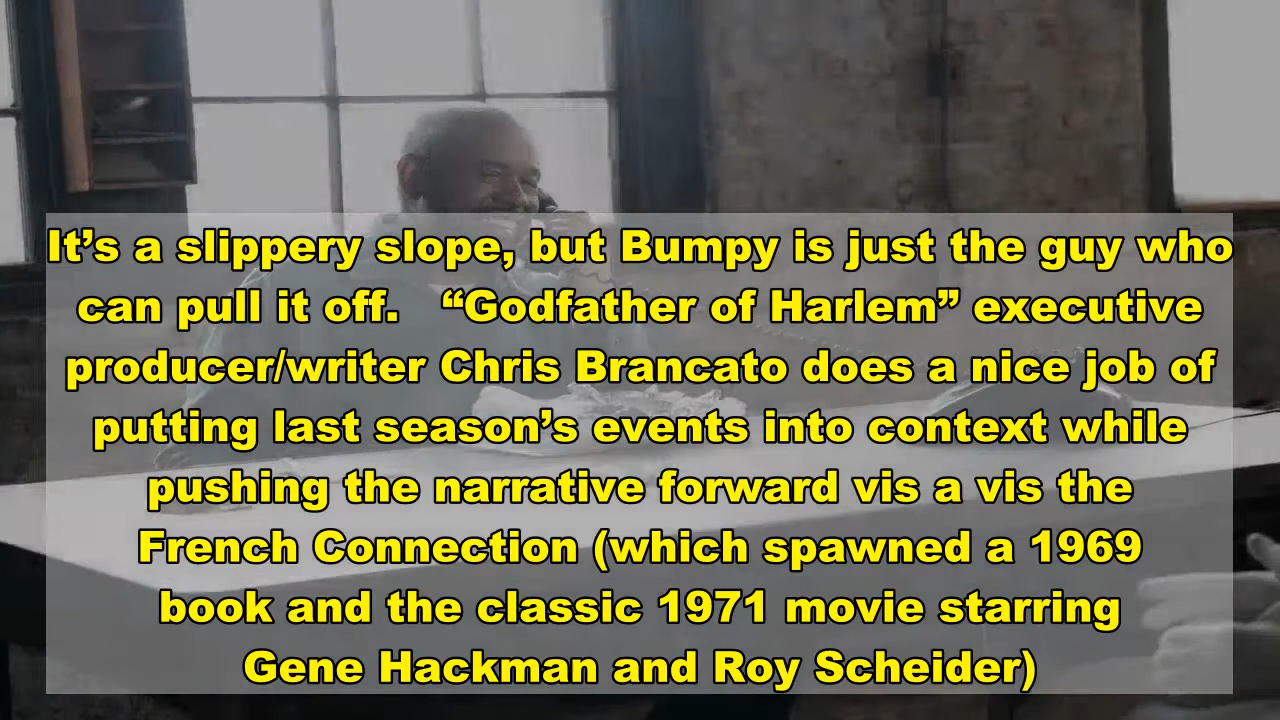 It’s a slippery slope, but Bumpy is just the guy who
can pull it off.   “Godfather of Harlem” executive
producer/writer Chris Brancato does a nice job of
putting last season’s events into context while
pushing the narrative forward vis a vis the
French Connection (which spawned a 1969
book and the classic 1971 movie starring
Gene Hackman and Roy Scheider)